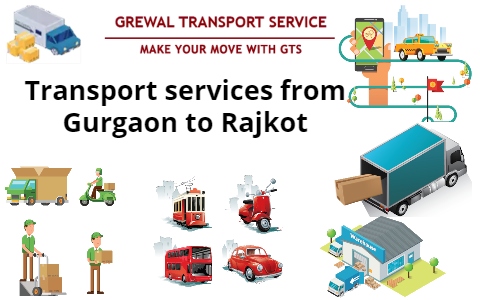 GREWAL TRANSPORT SERVICE
MAKE YOUR MOVE WITH GTS
Transport services from
Gurgaon to Rajkot
Warehouse